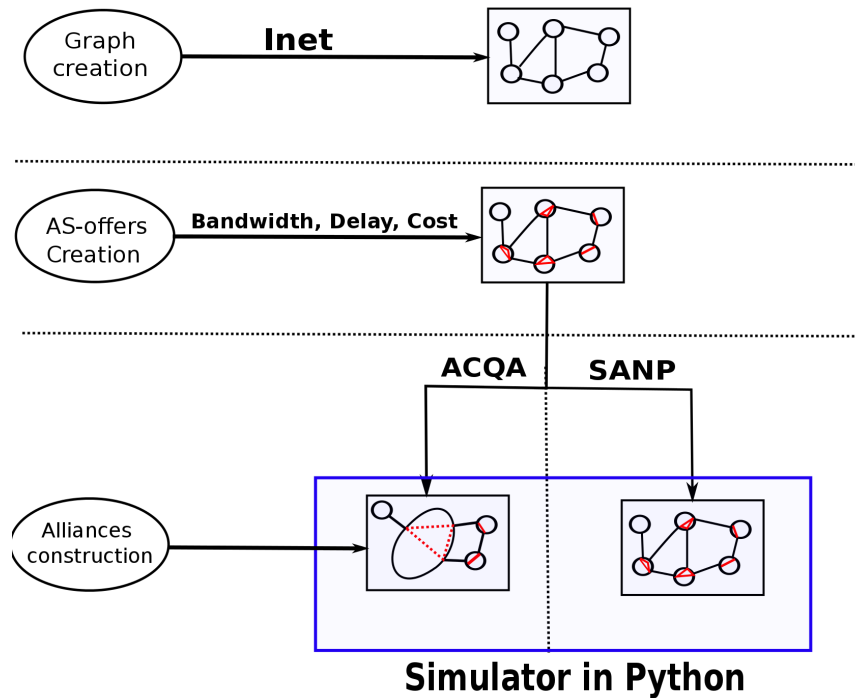 Graph
creation
Inet
AS-offers
Creation
Bandwidth, Delay, Cost
ACQA
SANP
Alliances
construction
Simulator in Python